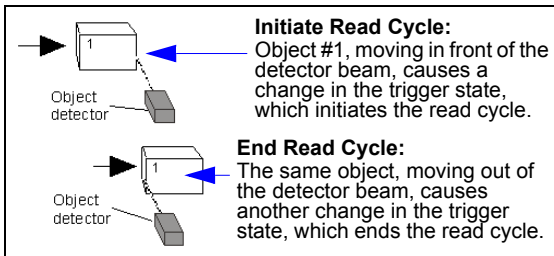 Initiate Read Cycle:
1
Object #1, moving in front of the
detector beam, causes a
change in the trigger state,
which initiates the read cycle.
Object
detector
End Read Cycle:
1
The same object, moving out of
the detector beam, causes
another change in the trigger
state, which ends the read cycle.
Object
detector